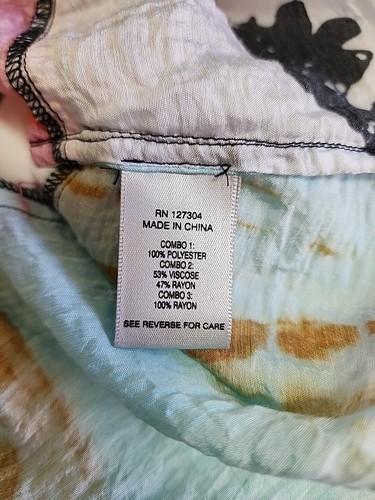 RN 127304
MADE IN CHINA
COMBO 1:
100% POLYESTER
COMBO 2:
53% VISCOSE
47% RAYON
COMBO 3:
100% RAYON
SEE REVERSE FOR CARE